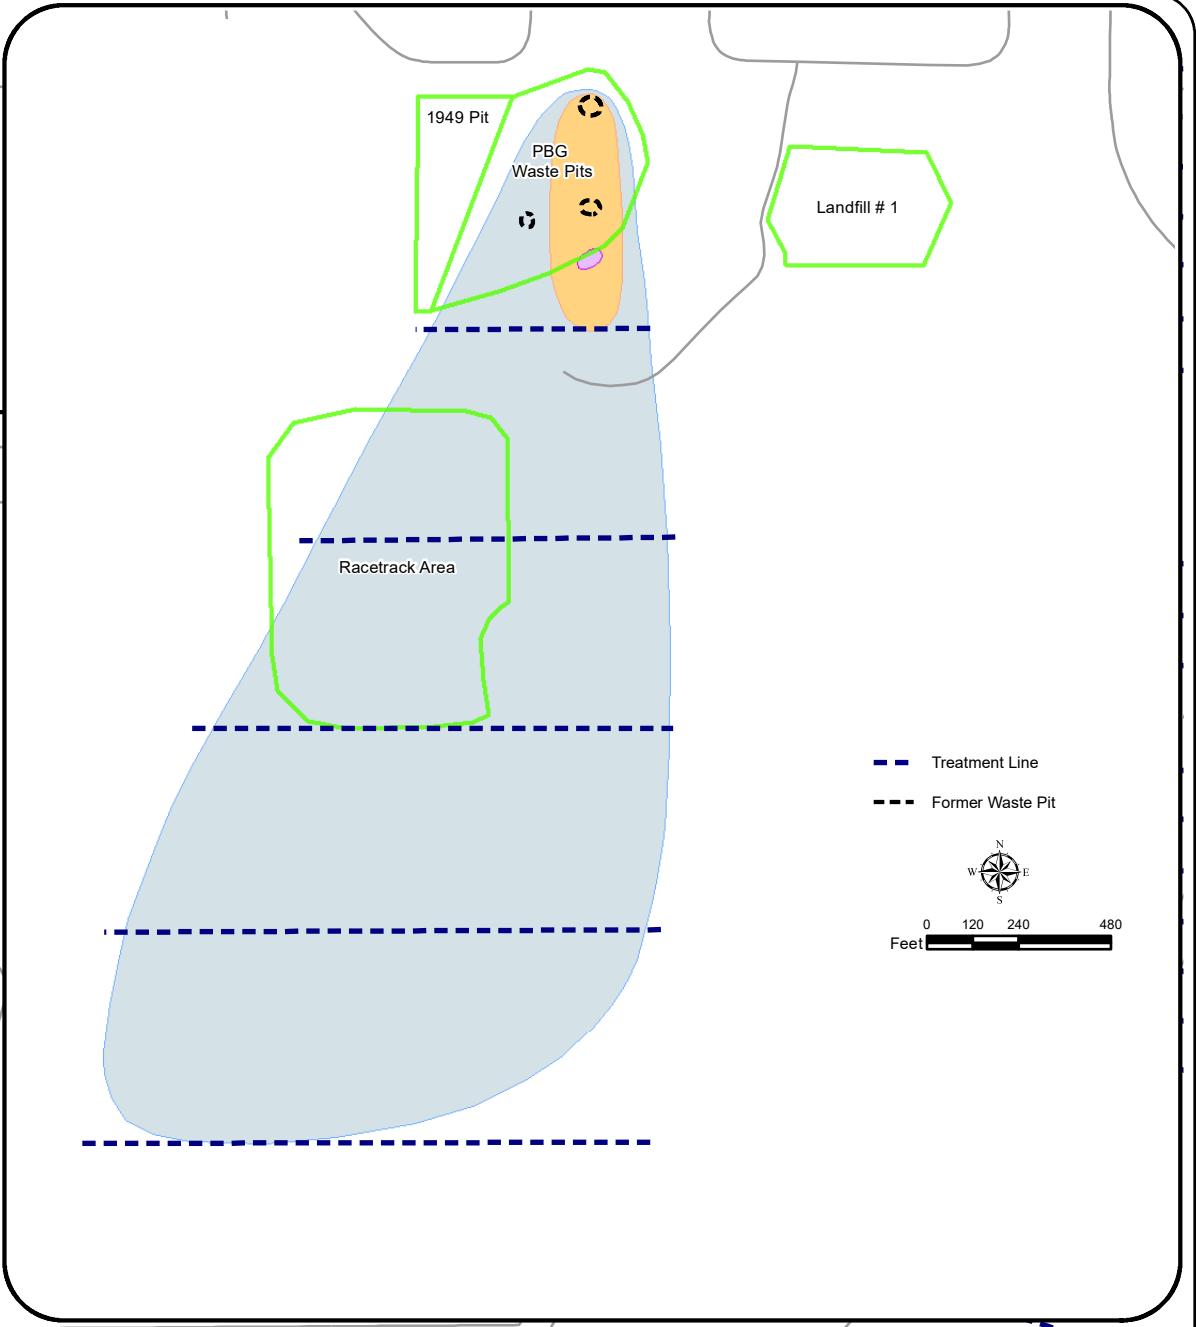 1949 Pit
PBG
Waste Pits
Landfill # 1
Racetrack Area
Treatment Line
Former Waste Pit
N
W E
S
0 120 240 480
Feet